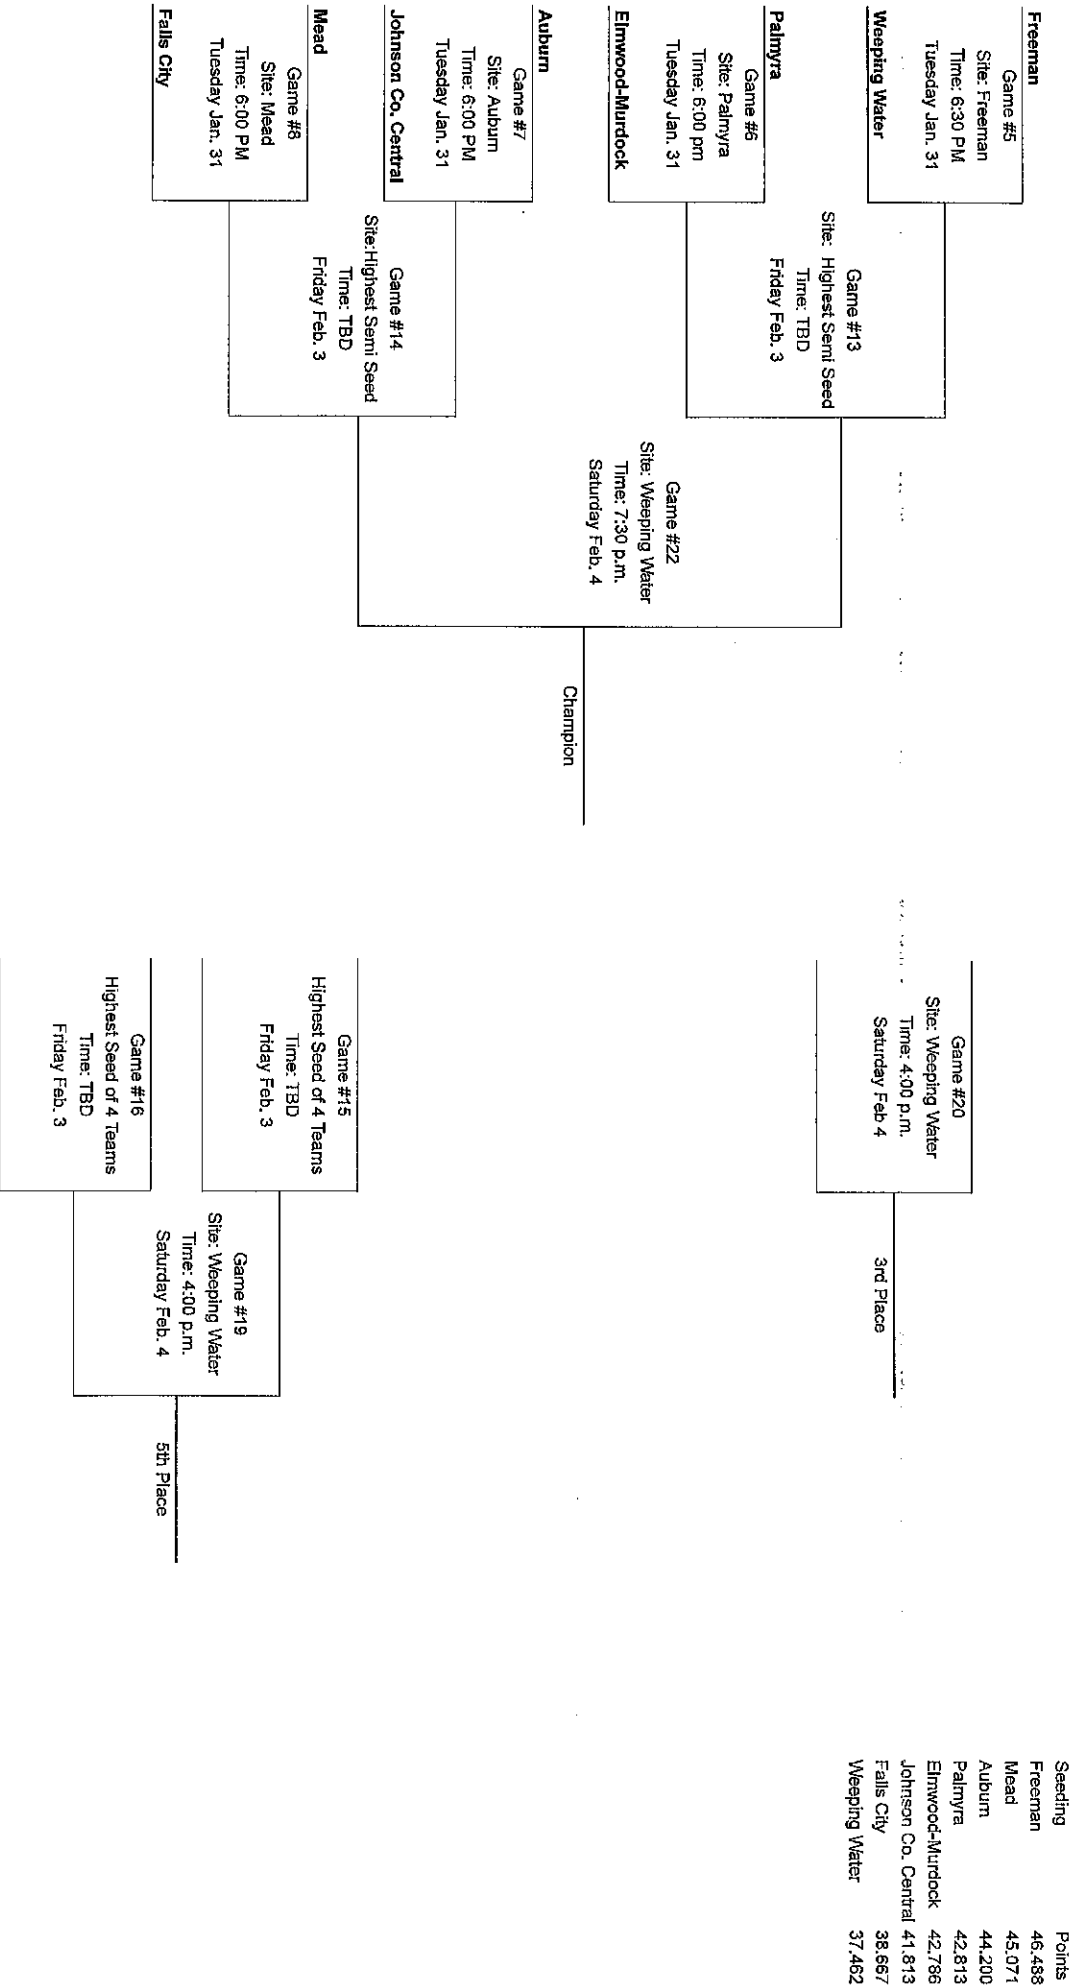 Freeman
Game #5
Site: Freeman
Time: 6:30 PM
Tuesday Jan. 31
Weeping Water
Game #13
Site: Highest Semi Seed
Time: TBD
Friday Feb. 3
Palmyra
Game #6
Site: Palmyra
Time: 6:00 pm
Tuesday Jan. 31
Elmwood-Murdock
Game #22
Site: Weeping Water
Time: 7:30 p.m.
Saturday Feb. 4
Champion
Auburn
Game #7
Site: Auburn
Time: 6:00 PM
Tuesday Jan. 31
Johnson Co. Central
Game #14
Site:Highest Semi Seed
Time: TBD
Friday Feb. 3
Mead
Game #8
Site: Mead
Time: 6:00 PM
Tuesday Jan. 31
Falls City
Game #20
Site: Weeping Water
Time: 4:00 p.m.
Saturday Feb 4
3rd Place
Game #15
Highest Seed of 4 Teams
Time: TBD
Friday Feb. 3
Game #19
Site: Weeping Water
Time: 4:00 p.m.
Saturday Feb. 4
5th Place
Game #16
Highest Seed of 4 Teams
Time: TBD
Friday Feb. 3
Seeding Points
Freeman 46.488
Mead 45.071
Auburn 44.200
Palmyra 42.813
Elmwood-Murdock 42.786
Johnson Co. Central 41.813
Falls City 38.667
Weeping Water 37.462